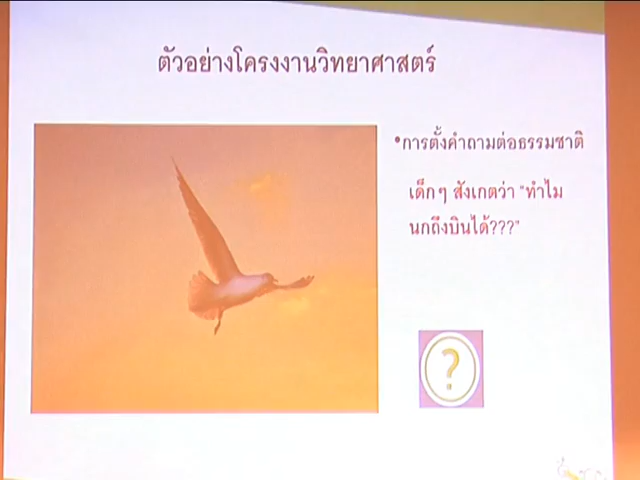 ตัวอย่างโครงงานวิทยาศาสตร์
•การตั้งคำถามต่อธรรมชาติ
เด็กๆ สังเกตว่า "ทำไม
นกถึงบินได้???"
?